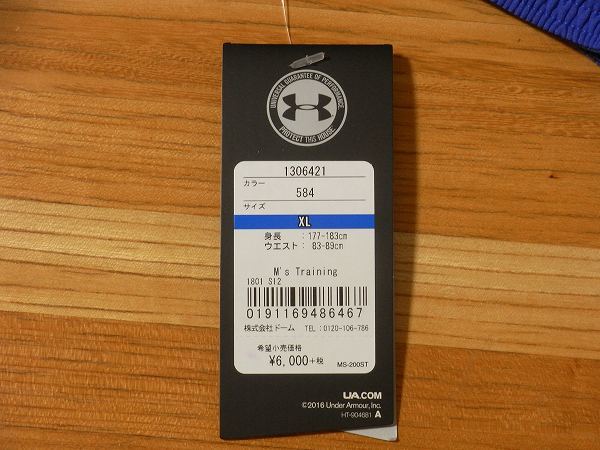 UNIVERSAL GUARANTEE OF PERFORMANCE
PROTECT THIS HOUSE
1306421
カラー
584
サイズ
XL
身長 :177-183cm
ウエスト: 83-89cm
M's Training
1801 S12
0191169486467
株式会社ドーム TEL:0120-106-786
希望小売価格
¥6,000+税
MS-200ST
UA.COM
©2016 Under Armour, Inc.
HT-904681 A